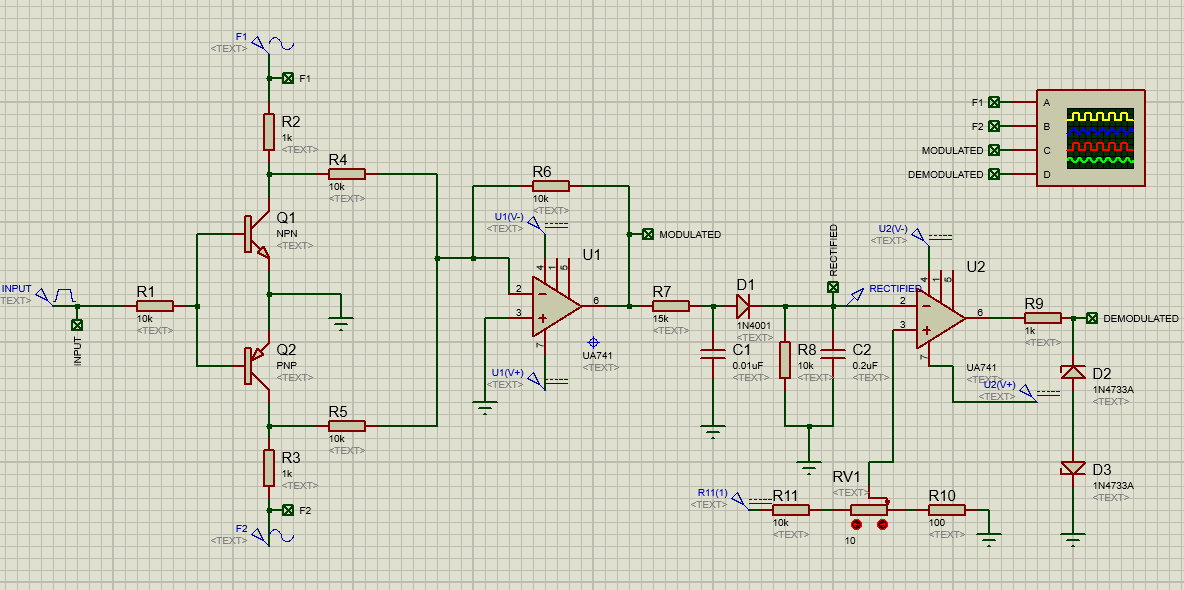 F1
<TEXT>
F1
R2
1k
<TEXT>
R4
10k
<TEXT>
Q1
NPN
<TEXT>
INPUT
TEXT>
INPUT
R1
10k
<TEXT>
Q2
PNP
<TEXT>
R5
10k
<TEXT>
R3
1k
<TEXT>
F2
F2
<TEXT>
R6
10k
<TEXT>
U1(V-)
<TEXT>
MODULATED
U1
4
1
5
2
3
6
7
UA741
<TEXT>
U1(V+)
<TEXT>
R7
15k
<TEXT>
D1
1N4001
<TEXT>
C1
0.01uF
<TEXT>
R8
10k
<TEXT>
C2
0.2uF
<TEXT>
RECTIFIED
RECTIFIED
U2(V-)
<TEXT>
U2
4
1
5
2
3
6
7
UA741
<TEXT>
U2(V+)
<TEXT>
R9
1k
<TEXT>
DEMODULATED
D2
1N4733A
<TEXT>
D3
1N4733A
<TEXT>
R11(1)
<TEXT>
R11
10k
<TEXT>
RV1
<TEXT>
10
R10
100
<TEXT>
F1
A
F2
B
MODULATED
C
DEMODULATED
D